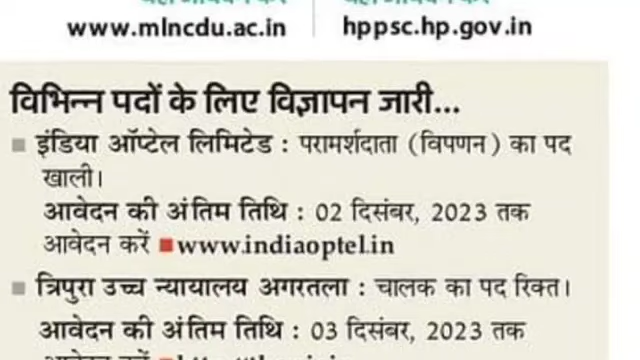 www.mlncdu.ac.in
hppsc.hp.gov.in
विभिन्न पदों के लिए विज्ञापन जारी...
इंडिया ऑप्टेल लिमिटेड : परामर्शदाता (विपणन) का पद
खाली।
आवेदन की अंतिम तिथि : 02 दिसंबर, 2023 तक
आवेदन करें ■www.indiaoptel.in
त्रिपुरा उच्च न्यायालय अगरतला : चालक का पद रिक्त।
आवेदन की अंतिम तिथि : 03 दिसंबर, 2023 तक